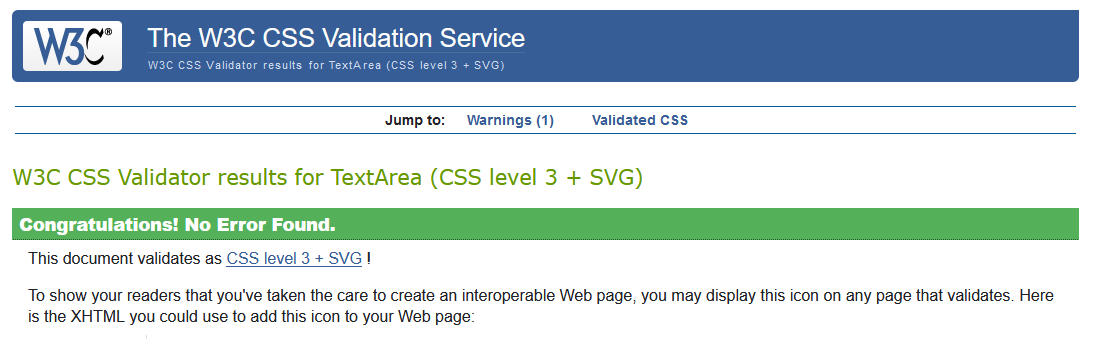 W3C®
The W3C CSS Validation Service
W3C CSS Validator results for TextArea (CSS level 3 + SVG)
Jump to: Warnings (1) Validated CSS
W3C CSS Validator results for TextArea (CSS level 3 + SVG)
Congratulations! No Error Found.
This document validates as CSS level 3 + SVG !
To show your readers that you've taken the care to create an interoperable Web page, you may display this icon on any page that validates. Here
is the XHTML you could use to add this icon to your Web page: